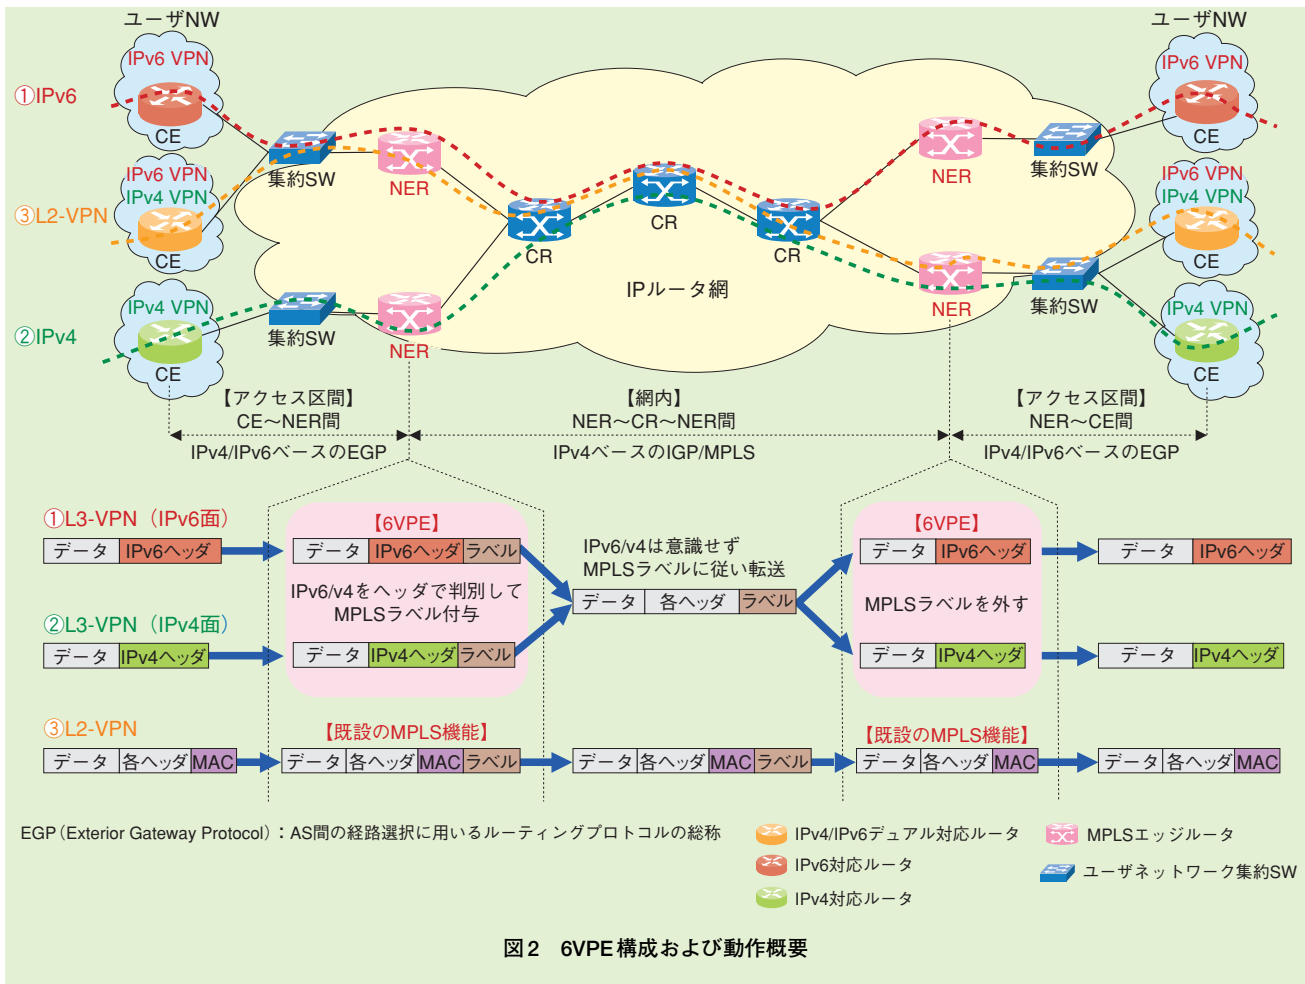 ユーザNW
ユーザNW
IPv6 VPN
IPv6 VPN
①IPv6
CE
CE
集約SW
NER
NER
集約SW
IPv6 VPN
IPv4 VPN
IPv6 VPN
IPv4 VPN
③L2-VPN
CE
CE
CR
CR
CR
IPルータ網
IPv4 VPN
IPv4 VPN
②IPv4
CE
CE
集約SW
NER
NER
集約SW
【アクセス区間】
CE～NER間
IPv4/IPv6ベースのEGP
【網内】
NER～CR～NER間
IPv4ベースのIGP/MPLS
【アクセス区間】
NER～CE間
IPv4/IPv6ベースのEGP
①L3-VPN（IPv6面）
データ IPv6ヘッダ
【6VPE】
データ IPv6ヘッダ ラベル
IPv6/v4をヘッダで判別して
MPLSラベル付与
IPv6/v4は意識せず
MPLSラベルに従い転送
データ 各ヘッダ ラベル
【6VPE】
データ IPv6ヘッダ
MPLSラベルを外す
データ IPv6ヘッダ
②L3-VPN（IPv4面）
データ IPv4ヘッダ
データ IPv4ヘッダ ラベル
データ IPv4ヘッダ
データ IPv4ヘッダ
③L2-VPN
【既設のMPLS機能】
【既設のMPLS機能】
データ 各ヘッダ MAC
データ 各ヘッダ MAC ラベル
データ 各ヘッダ MAC ラベル
データ 各ヘッダ MAC
データ 各ヘッダ MAC
EGP（Exterior Gateway Protocol）：AS間の経路選択に用いるルーティングプロトコルの総称
IPv4/IPv6デュアル対応ルータ
MPLSエッジルータ
IPv6対応ルータ
ユーザネットワーク集約SW
IPv4対応ルータ
図2 6VPE構成および動作概要